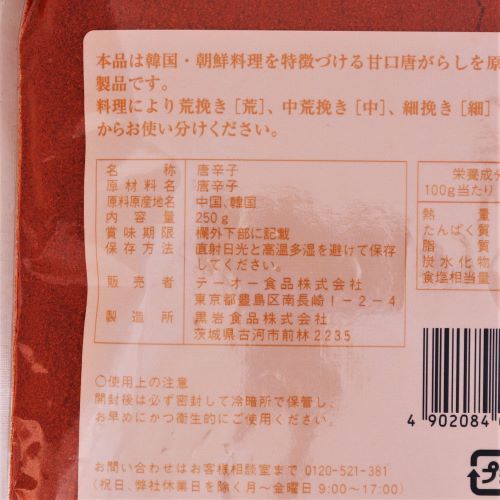 本品は韓国・朝鮮料理を特徴づける甘口唐がらしを原
製品です。
料理により荒挽き［荒］、中荒挽き［中］、細挽き［細］
からお使い分けください。
名称 唐辛子
原材料名 唐辛子
原料原産地名 中国、韓国
内容量 250g
賞味期限 欄外下部に記載
保存方法 直射日光と高温多湿を避けて保存
してください。
販売者 テーオー食品株式会社
東京都豊島区南長崎1-2-4
製造所 黒岩食品株式会社
茨城県古河市前林2235
栄養成分
100g当たり
熱量
たんぱく質
脂質
炭水化物
食塩相当量
〇使用上の注意
開封後は必ず密封して冷暗所で保管し、
お早めにかつ衛生的にご使用ください。
4 902084
お問い合わせはお客様相談室まで 0120-521-381
(祝日、弊社休業日を除く月〜金曜日 9:00〜17:00)
プ